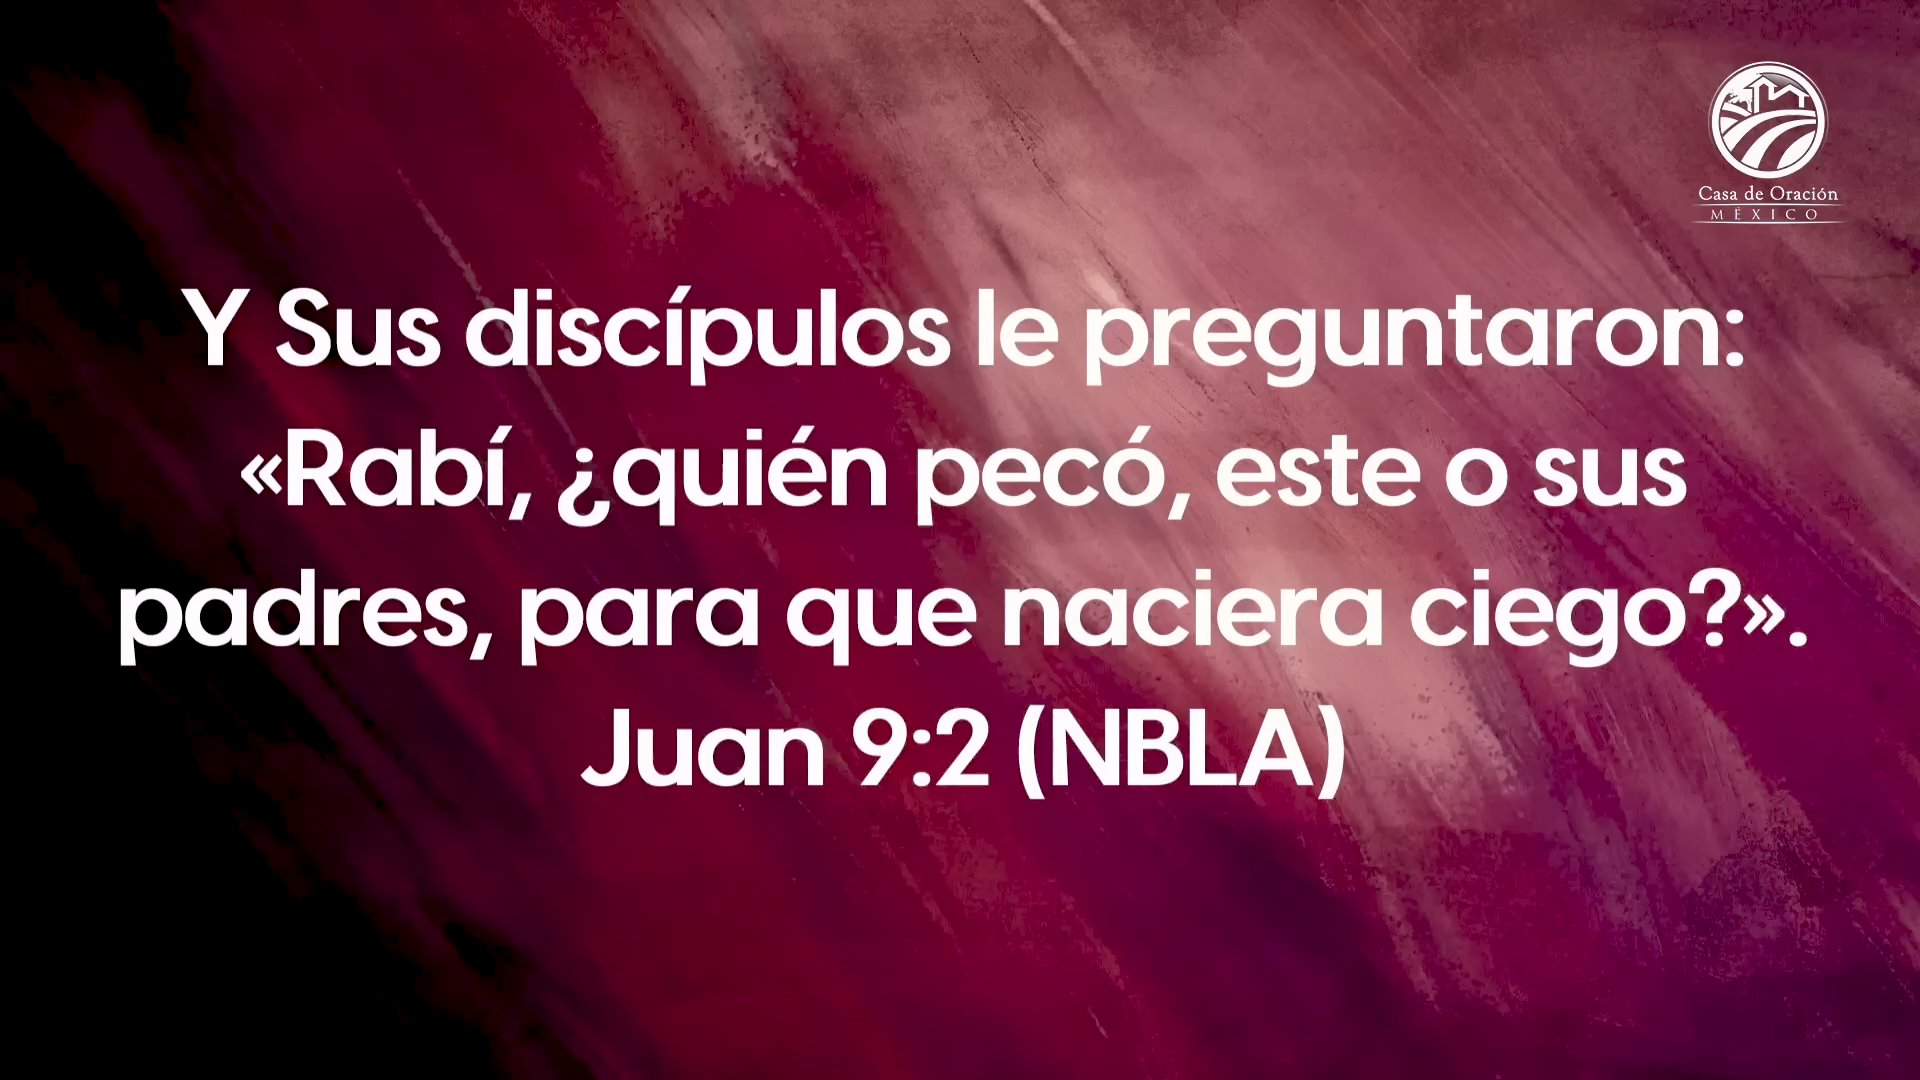 Casa de Oración
MÉXICO
Y Sus discípulos le preguntaron:
«Rabí, ¿quién pecó, este o sus
padres, para que naciera ciego?».
Juan 9:2 (NBLA)